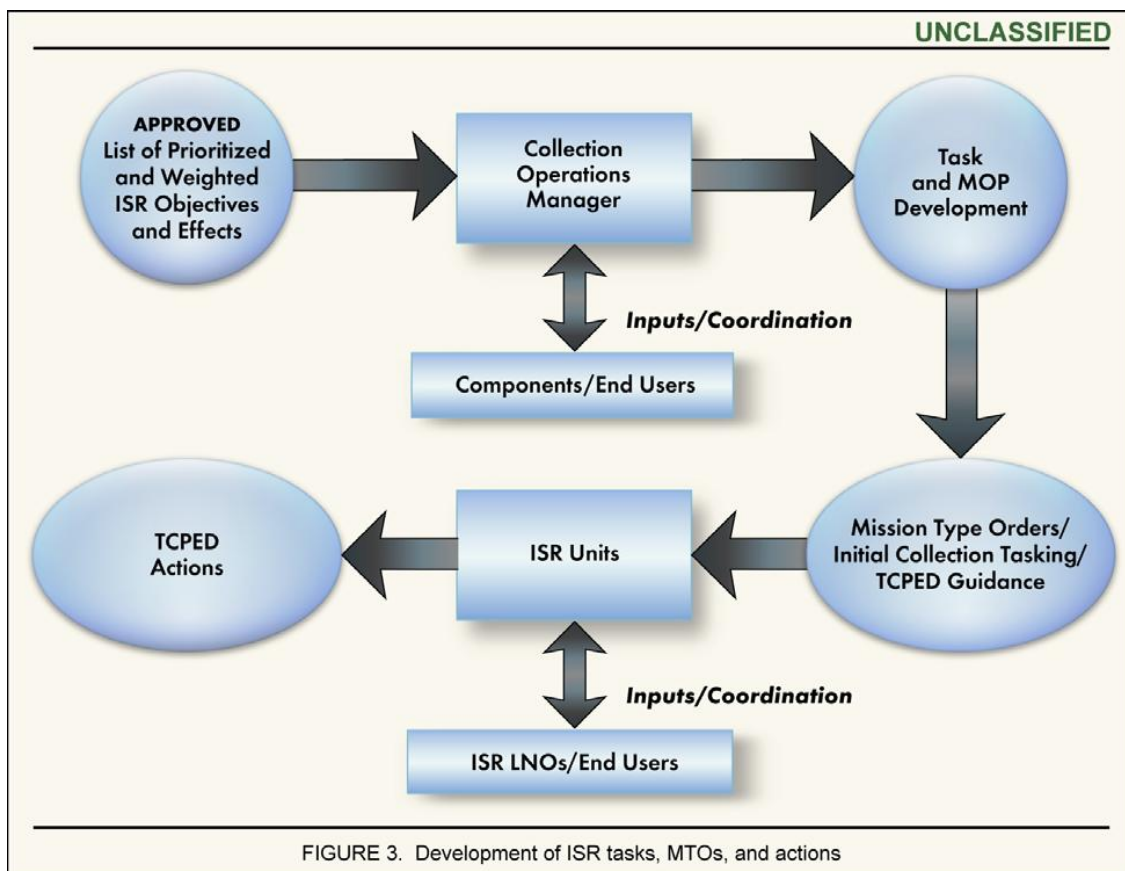 UNCLASSIFIED
APPROVED
List of Prioritized
and Weighted
ISR Objectives
and Effects
Collection
Operations
Manager
Task
and MOP
Development
Inputs/Coordination
Components/End Users
Mission Type Orders/
Initial Collection Tasking/
TCPED Guidance
ISR Units
TCPED
Actions
Inputs/Coordination
ISR LNOs/End Users
FIGURE 3.  Development of ISR tasks, MTOs, and actions